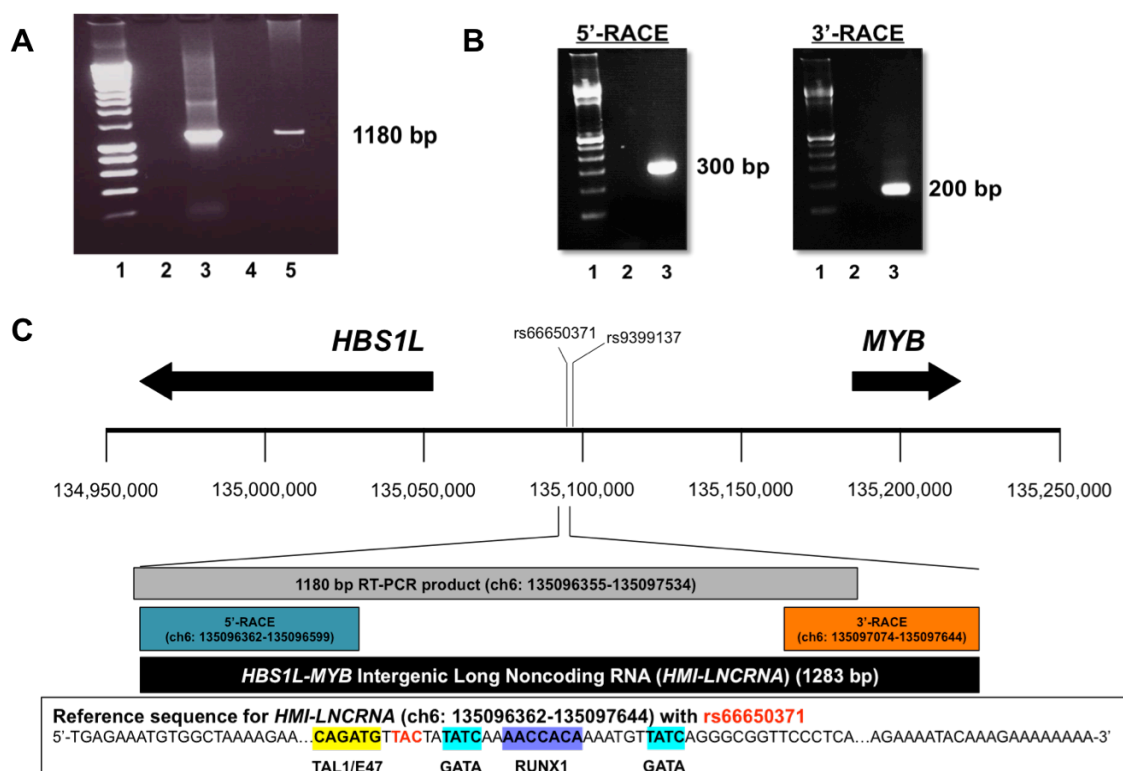 A
1180 bp
1 2 3 4 5
B
5’-RACE
300 bp
1 2 3
3’-RACE
200 bp
1 2 3
C
HBS1L
rs66650371
rs9399137
MYB
134,950,000 135,000,000 135,050,000 135,100,000 135,150,000 135,200,000 135,250,000
1180 bp RT-PCR product (ch6: 135096355-135097534)
5’-RACE
(ch6: 135096362-135096599)
3’-RACE
(ch6: 135097074-135097644)
HBS1L-MYB Intergenic Long Noncoding RNA (HMI-LNCRNA) (1283 bp)
Reference sequence for HMI-LNCRNA (ch6: 135096362-135097644) with rs66650371
5’-TGAGAAATGTGGCTAAAAGAA...CAGATGTTACTATATCAAAACCACAAAATGTTATCAGGGCGGTTCCCTCA...AGAAAATACAAAGAAAAAAAA-3’
TAL1/E47 GATA RUNX1 GATA